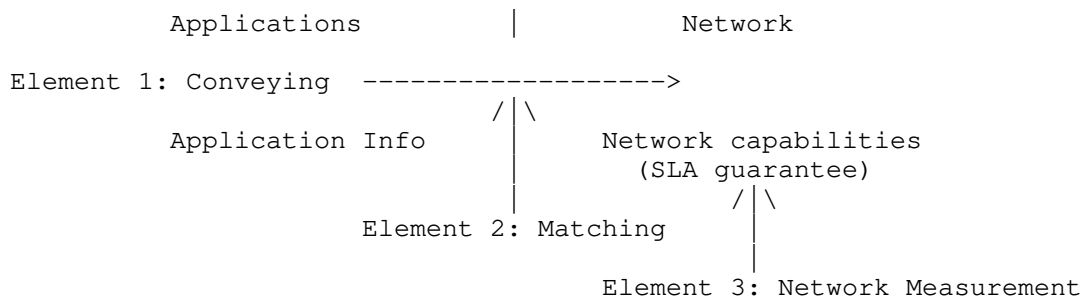 Applications | Network
Element 1: Conveying ------------------->
/|\
Application Info | Network capabilities
| (SLA guarantee)
| /|\
Element 2: Matching |
|
Element 3: Network Measurement